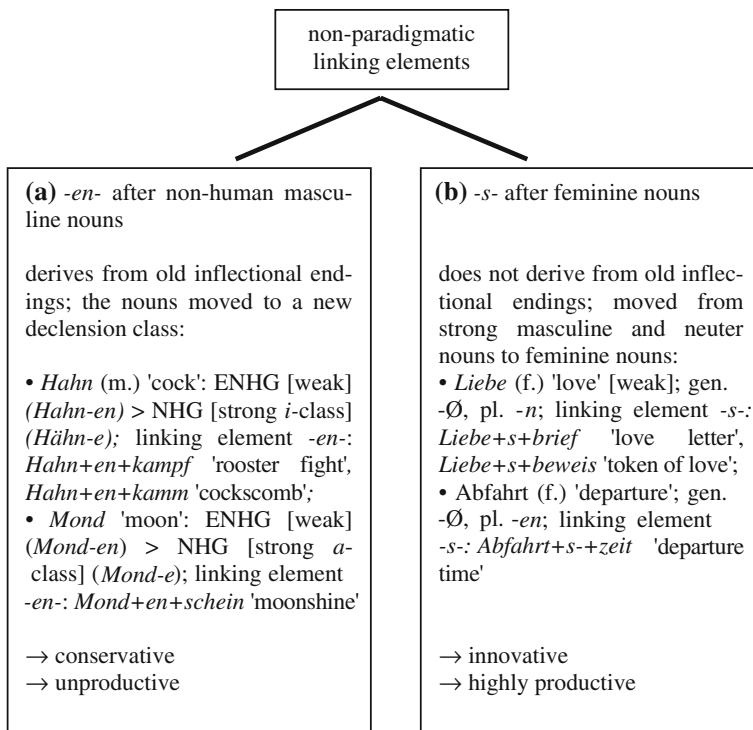 non-paradigmatic
linking elements
(a) -en- after non-human mascu-
line nouns
derives from old inflectional end-
ings; the nouns moved to a new
declension class:
• Hahn (m.) 'cock': ENHG [weak]
(Hahn-en) > NHG [strong i-class]
(Hähn-e); linking element -en-:
Hahn+en+kampf 'rooster fight',
Hahn+en+kamm 'cockscomb';
• Mond 'moon': ENHG [weak]
(Mond-en) > NHG [strong a-
class] (Mond-e); linking element
-en-: Mond+en+schein 'moonshine'
→ conservative
→ unproductive
(b) -s- after feminine nouns
does not derive from old inflec-
tional endings; moved from
strong masculine and neuter
nouns to feminine nouns:
• Liebe (f.) 'love' [weak]; gen.
-Ø, pl. -n; linking element -s-:
Liebe+s+brief 'love letter',
Liebe+s+beweis 'token of love';
• Abfahrt (f.) 'departure'; gen.
-Ø, pl. -en; linking element
-s-: Abfahrt+s-+zeit 'departure
time'
→ innovative
→ highly productive